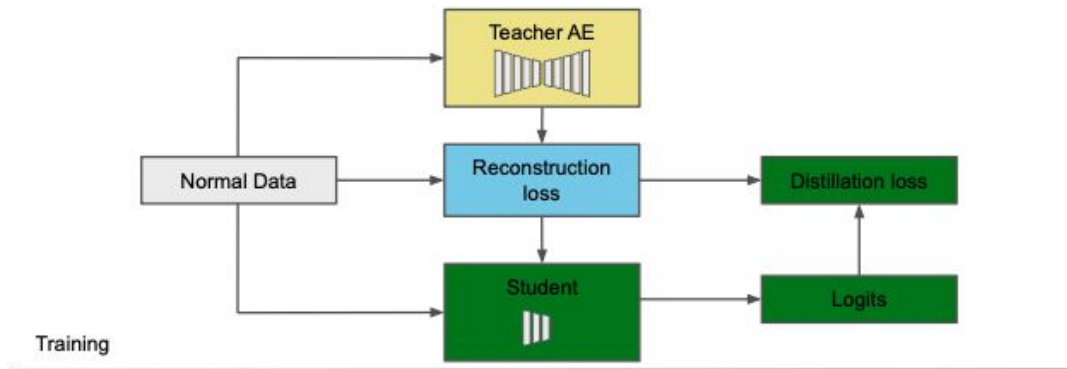 Teacher AE
Normal Data
Reconstruction
loss
Distillation loss
Student
Logits
Training